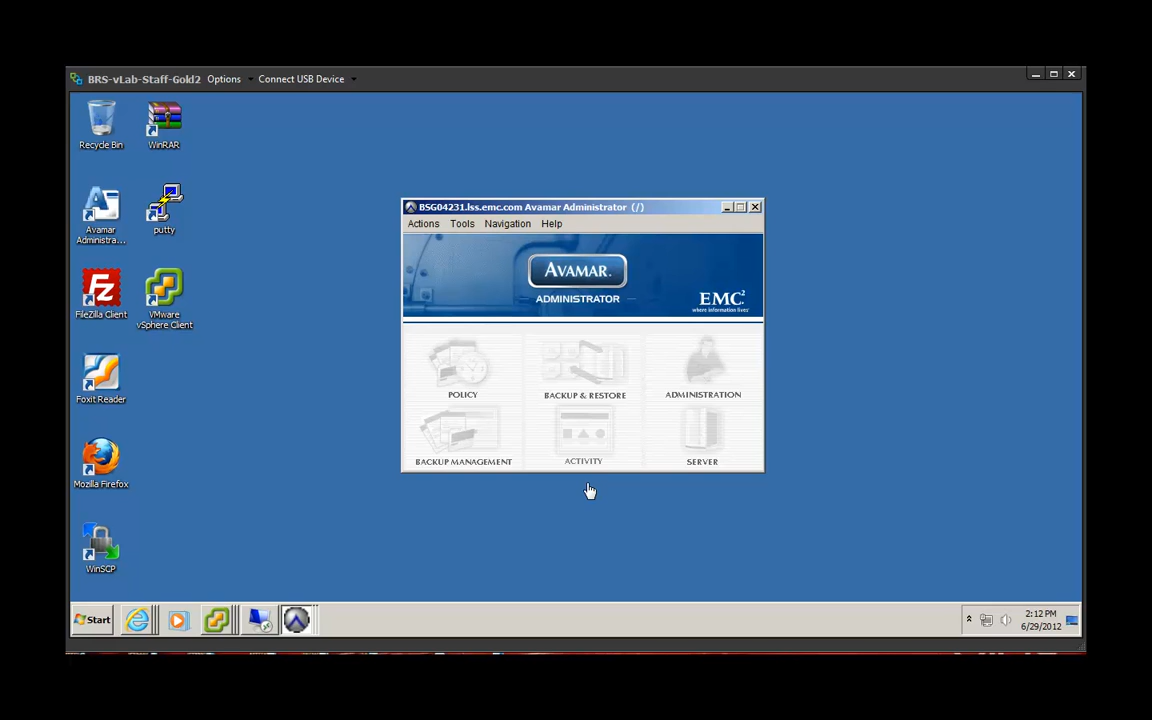 BRS-vLab-Staff-Gold2 Options Connect USB Device
Recycle Bin
WinRAR
Avamar
Administra...
putty
FileZilla Client
VMware
vSphere Client
Foxit Reader
Mozilla Firefox
WinSCP
BSG04231.lss.emc.com Avamar Administrator (/)
Actions Tools Navigation Help
AVAMAR.
ADMINISTRATOR
EMC²
where information lives®
POLICY
BACKUP & RESTORE
ADMINISTRATION
BACKUP MANAGEMENT
ACTIVITY
SERVER
Start
2:12 PM
6/29/2012